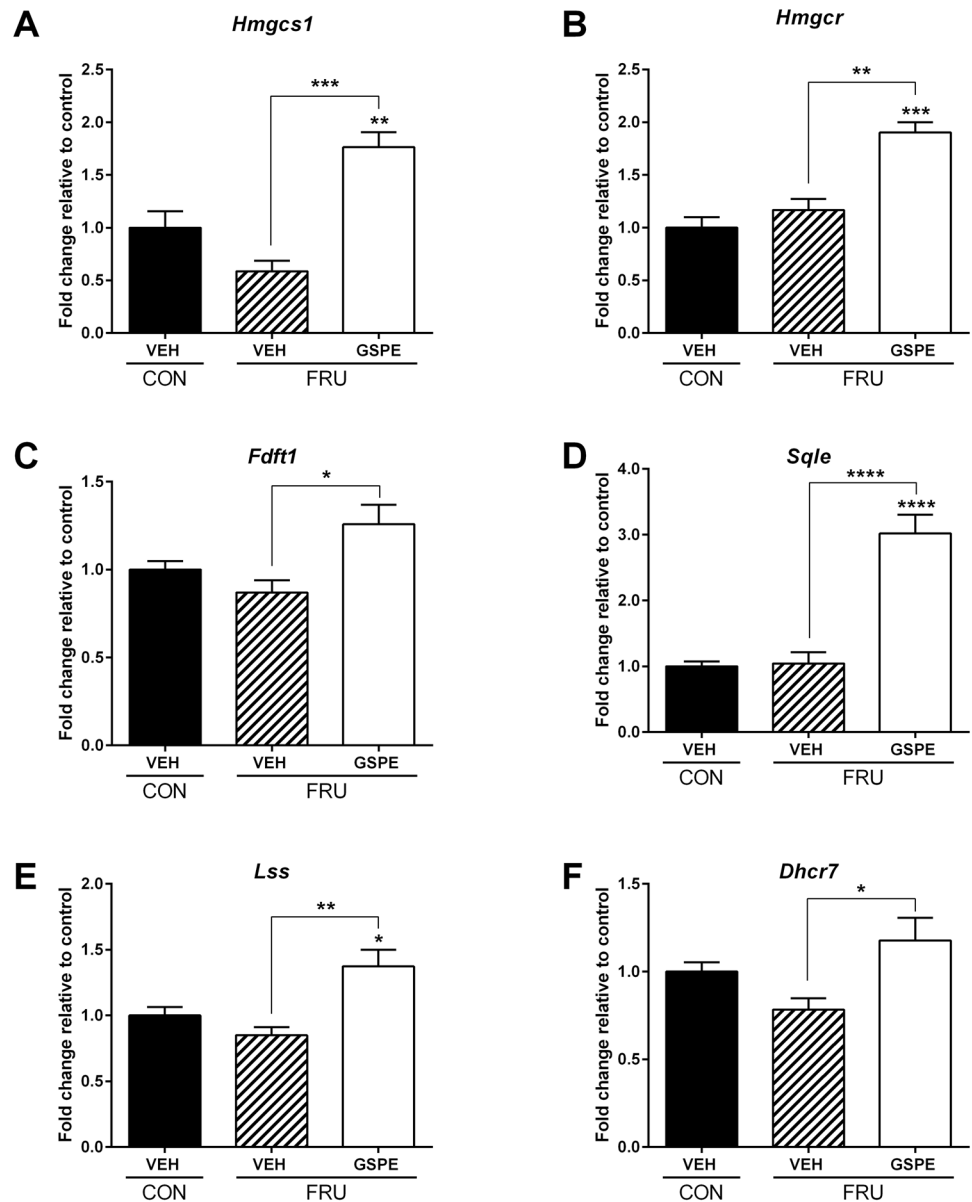 A
Hmgcs1
Fold change relative to control
2.5
2.0
1.5
1.0
0.5
0.0
***
**
VEH VEH GSPE
CON FRU
B
Hmgcr
Fold change relative to control
2.5
2.0
1.5
1.0
0.5
0.0
**
***
VEH VEH GSPE
CON FRU
C
Fdft1
Fold change relative to control
1.5
1.0
0.5
0.0
*
VEH VEH GSPE
CON FRU
D
Sqle
Fold change relative to control
4.0
3.0
2.0
1.0
0.0
****
****
VEH VEH GSPE
CON FRU
E
Lss
Fold change relative to control
2.0
1.5
1.0
0.5
0.0
**
*
VEH VEH GSPE
CON FRU
F
Dhcr7
Fold change relative to control
1.5
1.0
0.5
0.0
*
VEH VEH GSPE
CON FRU